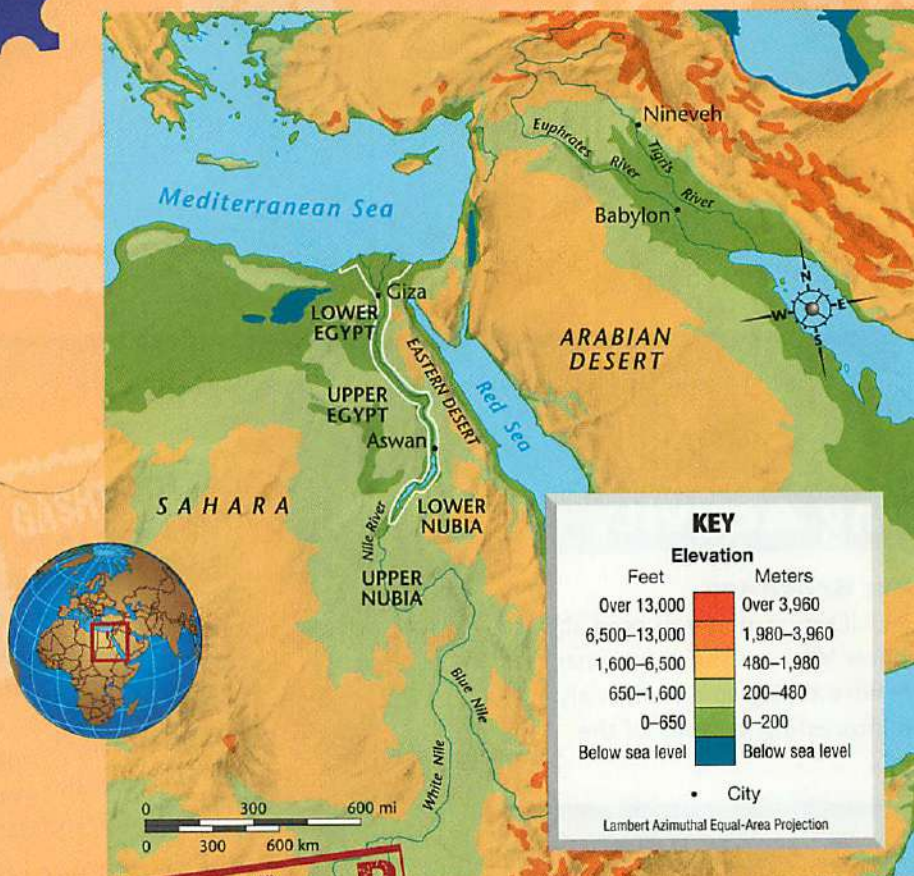 Nineveh
Euphrates River
Tigris River
Mediterranean Sea
Babylon
N
W E
S
Giza
LOWER
EGYPT
ARABIAN
DESERT
EASTERN DESERT
Red Sea
UPPER
EGYPT
Aswan
SAHARA
LOWER
NUBIA
Nile River
UPPER
NUBIA
Blue Nile
White Nile
KEY
Elevation
Feet Meters
Over 13,000 Over 3,960
6,500–13,000 1,980–3,960
1,600–6,500 480–1,980
650–1,600 200–480
0–650 0–200
Below sea level Below sea level
• City
Lambert Azimuthal Equal-Area Projection
0 300 600 mi
0 300 600 km